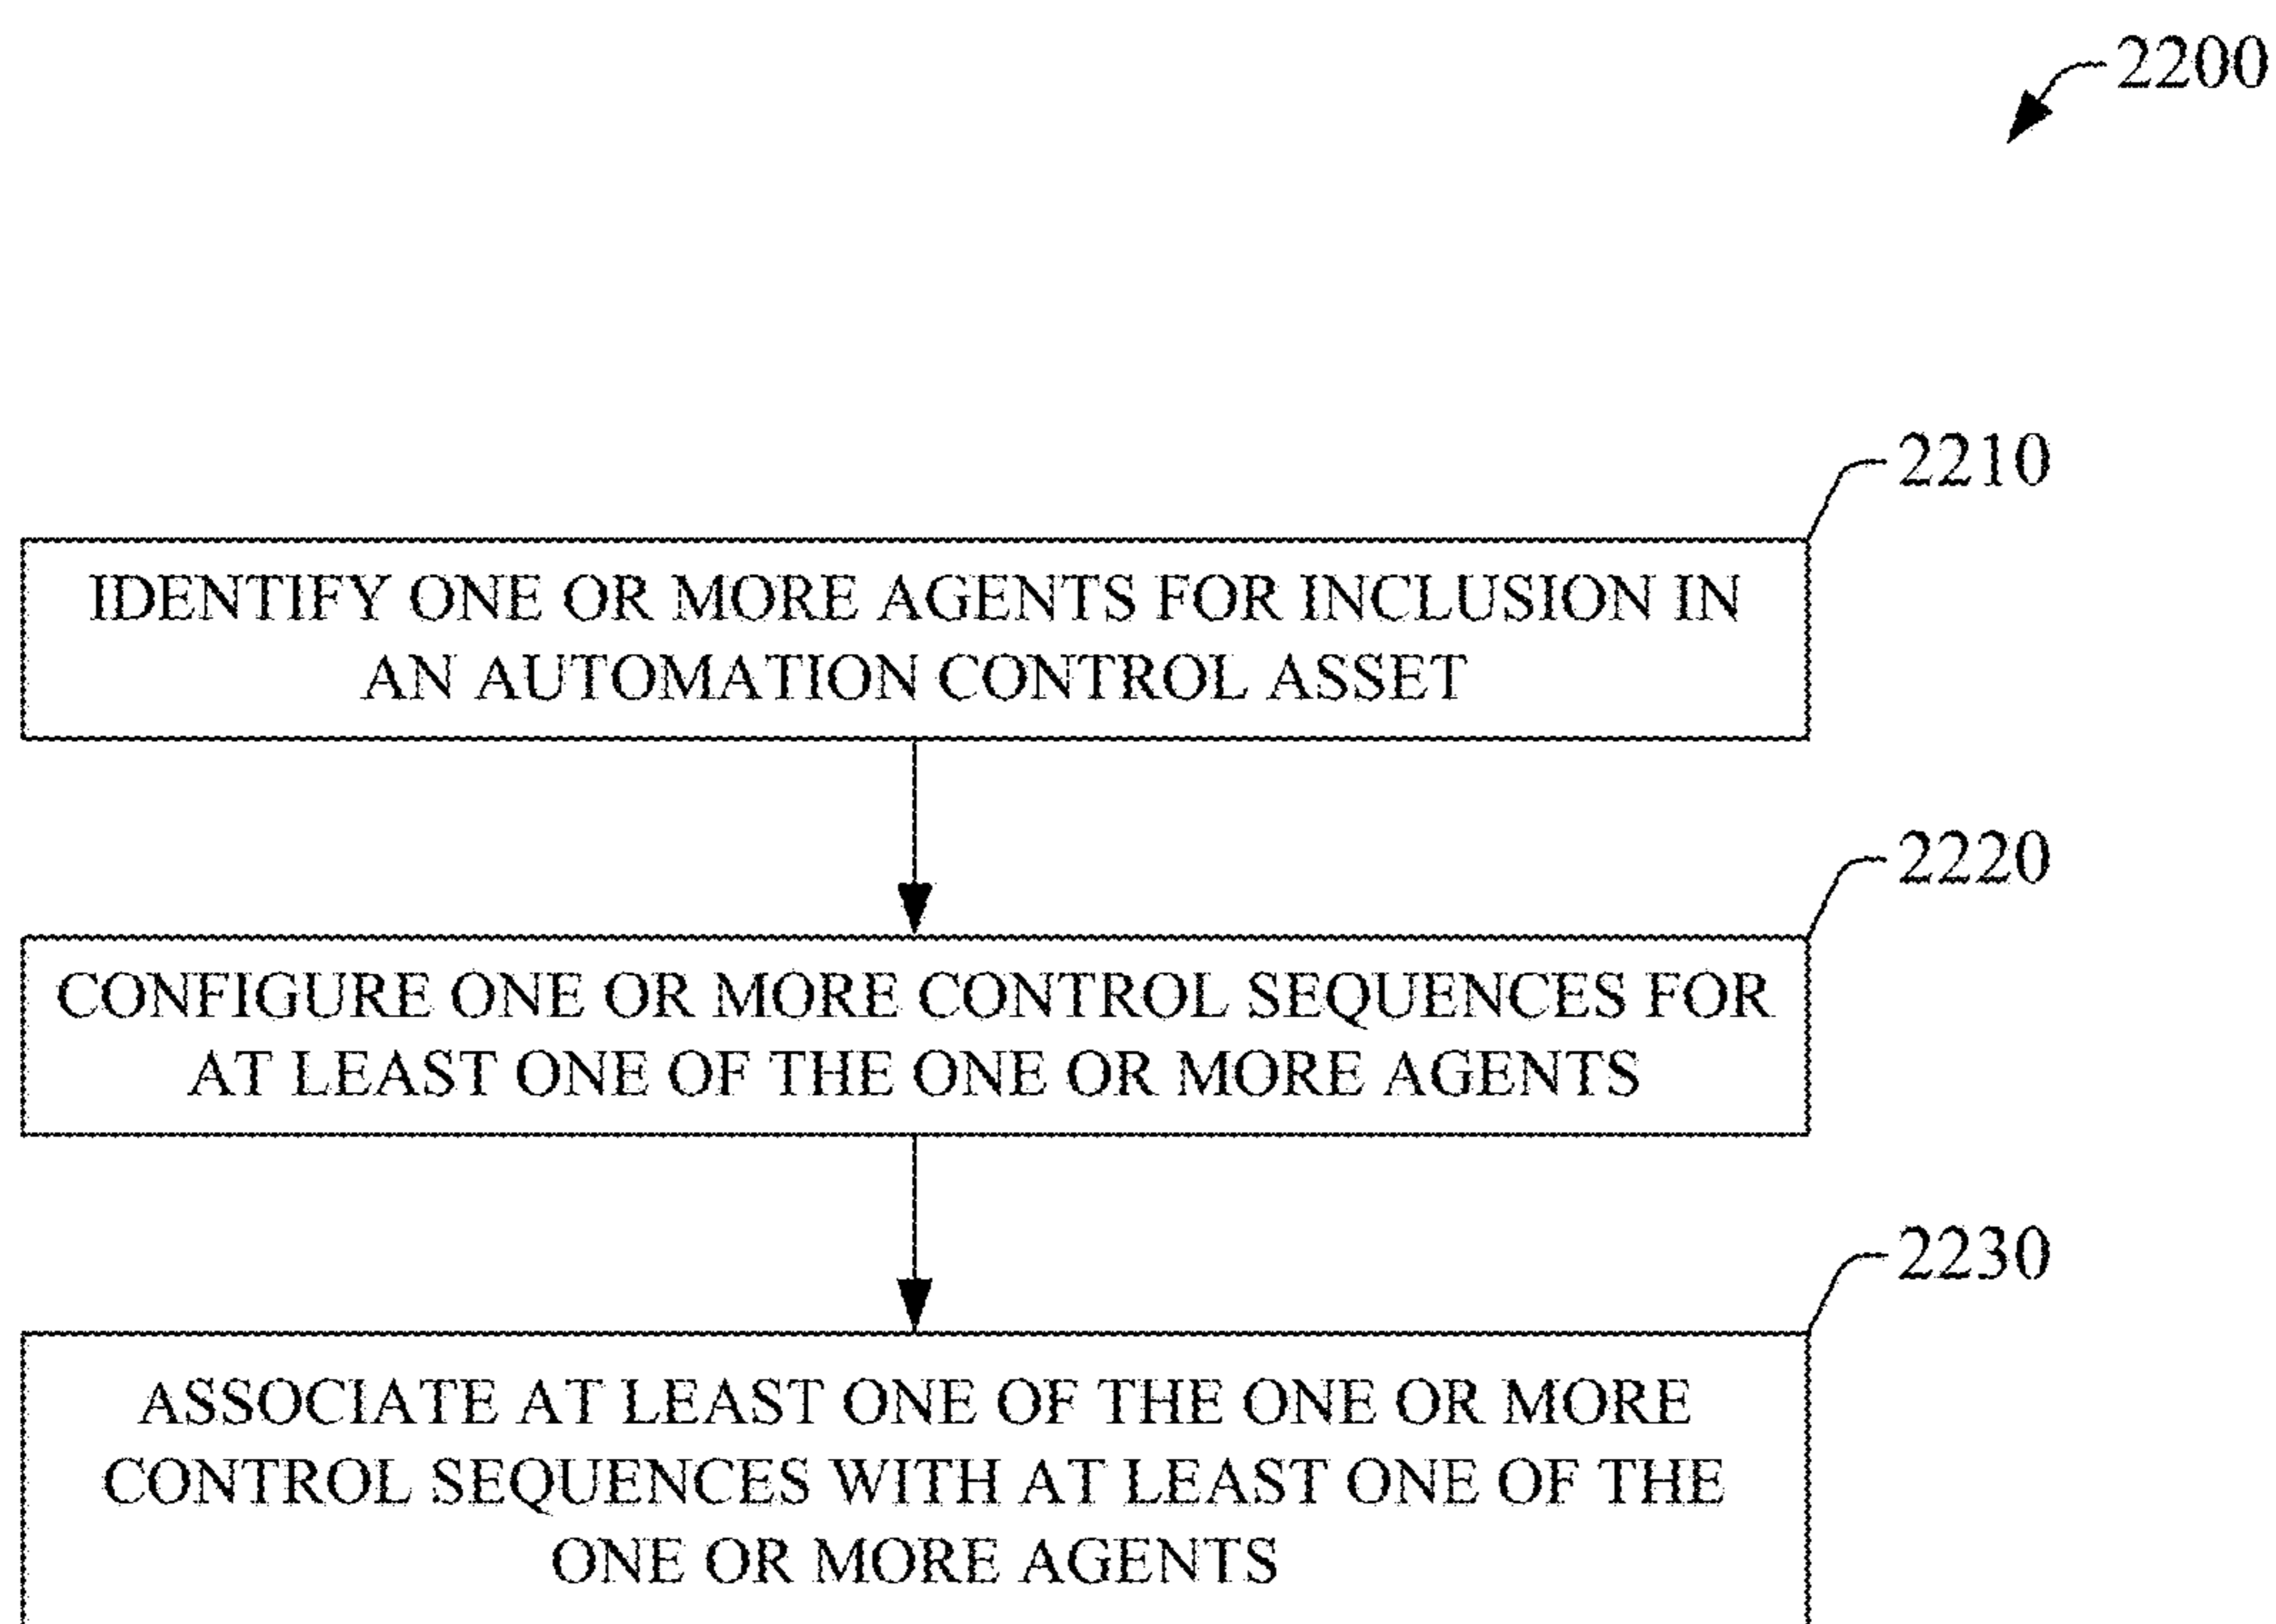 2200
2210
IDENTIFY ONE OR MORE AGENTS FOR INCLUSION IN
AN AUTOMATION CONTROL ASSET
2220
CONFIGURE ONE OR MORE CONTROL SEQUENCES FOR
AT LEAST ONE OF THE ONE OR MORE AGENTS
2230
ASSOCIATE AT LEAST ONE OF THE ONE OR MORE
CONTROL SEQUENCES WITH AT LEAST ONE OF THE
ONE OR MORE AGENTS